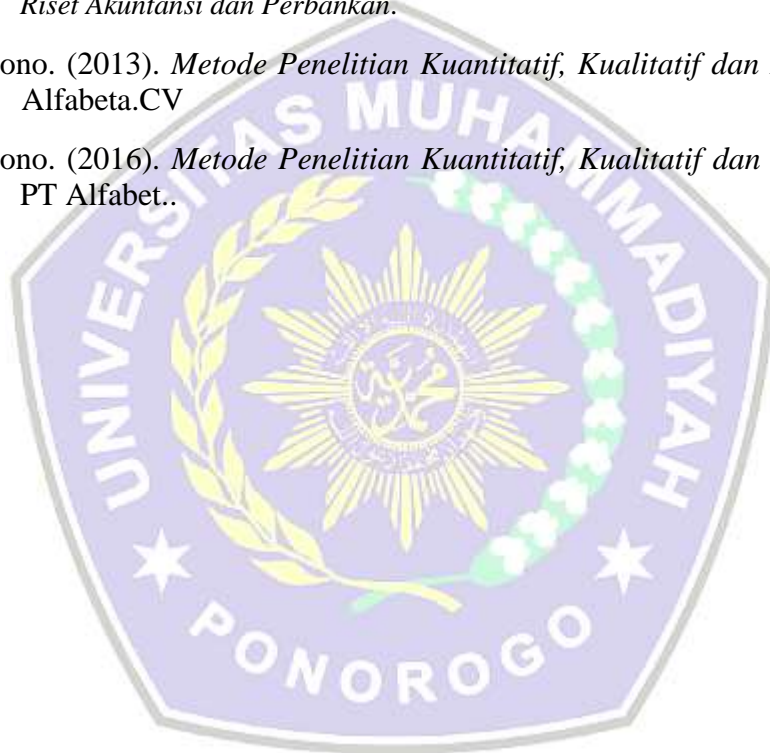 Riset Akuntansi dan Perbankan.
ono. (2013). Metode Penelitian Kuantitatif, Kualitatif dan
Alfabeta.CV
ono. (2016). Metode Penelitian Kuantitatif, Kualitatif dan
PT Alfabet..
UNIVERSITAS MUHAMMADIYAH
PONOROGO
محمدية